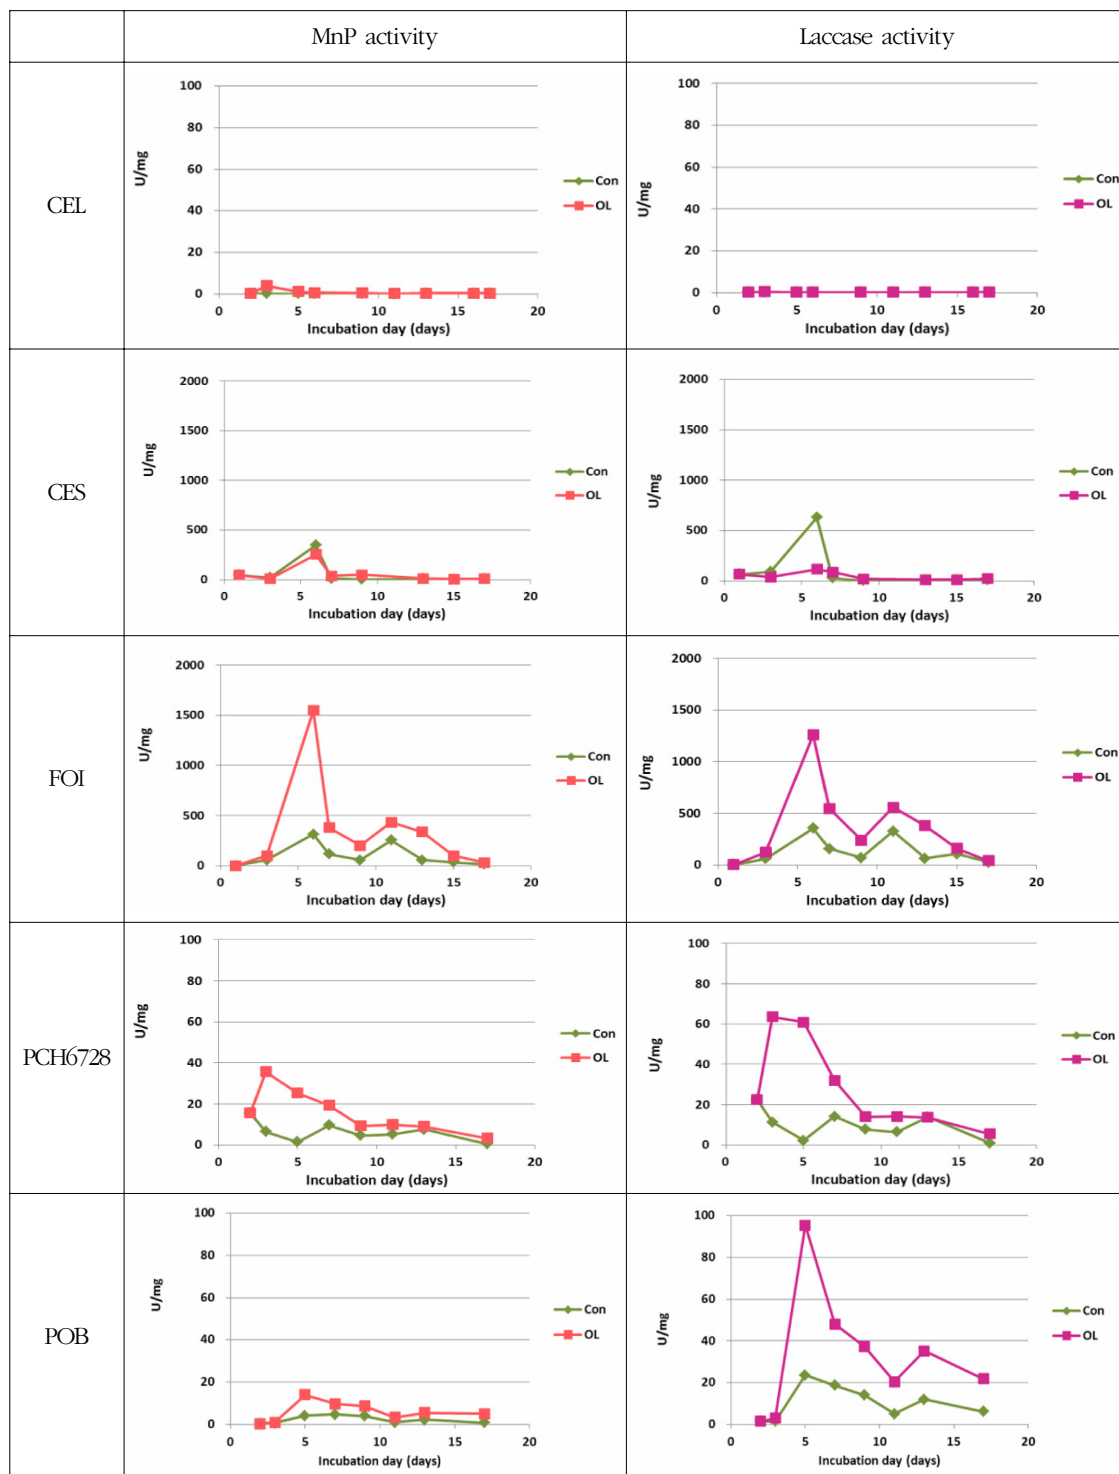 MnP activity Laccase activity
CEL
100
80
60
40
20
0
U/mg
0 5 10 15 20
Incubation day (days)
Con
OL
100
80
60
40
20
0
U/mg
0 5 10 15 20
Incubation day (days)
Con
OL
CES
2000
1500
1000
500
0
U/mg
0 5 10 15 20
Incubation day (days)
Con
OL
2000
1500
1000
500
0
U/mg
0 5 10 15 20
Incubation day (days)
Con
OL
FOI
2000
1500
1000
500
0
U/mg
0 5 10 15 20
Incubation day (days)
Con
OL
2000
1500
1000
500
0
U/mg
0 5 10 15 20
Incubation day (days)
Con
OL
PCH6728
100
80
60
40
20
0
U/mg
0 5 10 15 20
Incubation day (days)
Con
OL
100
80
60
40
20
0
U/mg
0 5 10 15 20
Incubation day (days)
Con
OL
POB
100
80
60
40
20
0
U/mg
0 5 10 15 20
Incubation day (days)
Con
OL
100
80
60
40
20
0
U/mg
0 5 10 15 20
Incubation day (days)
Con
OL